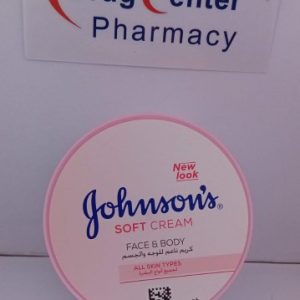 Drug Center
Pharmacy
New
look
Johnson's®
SOFT CREAM
FACE & BODY
كريم ناعم للوجه والجسم
ALL SKIN TYPES
لجميع أنواع البشرة